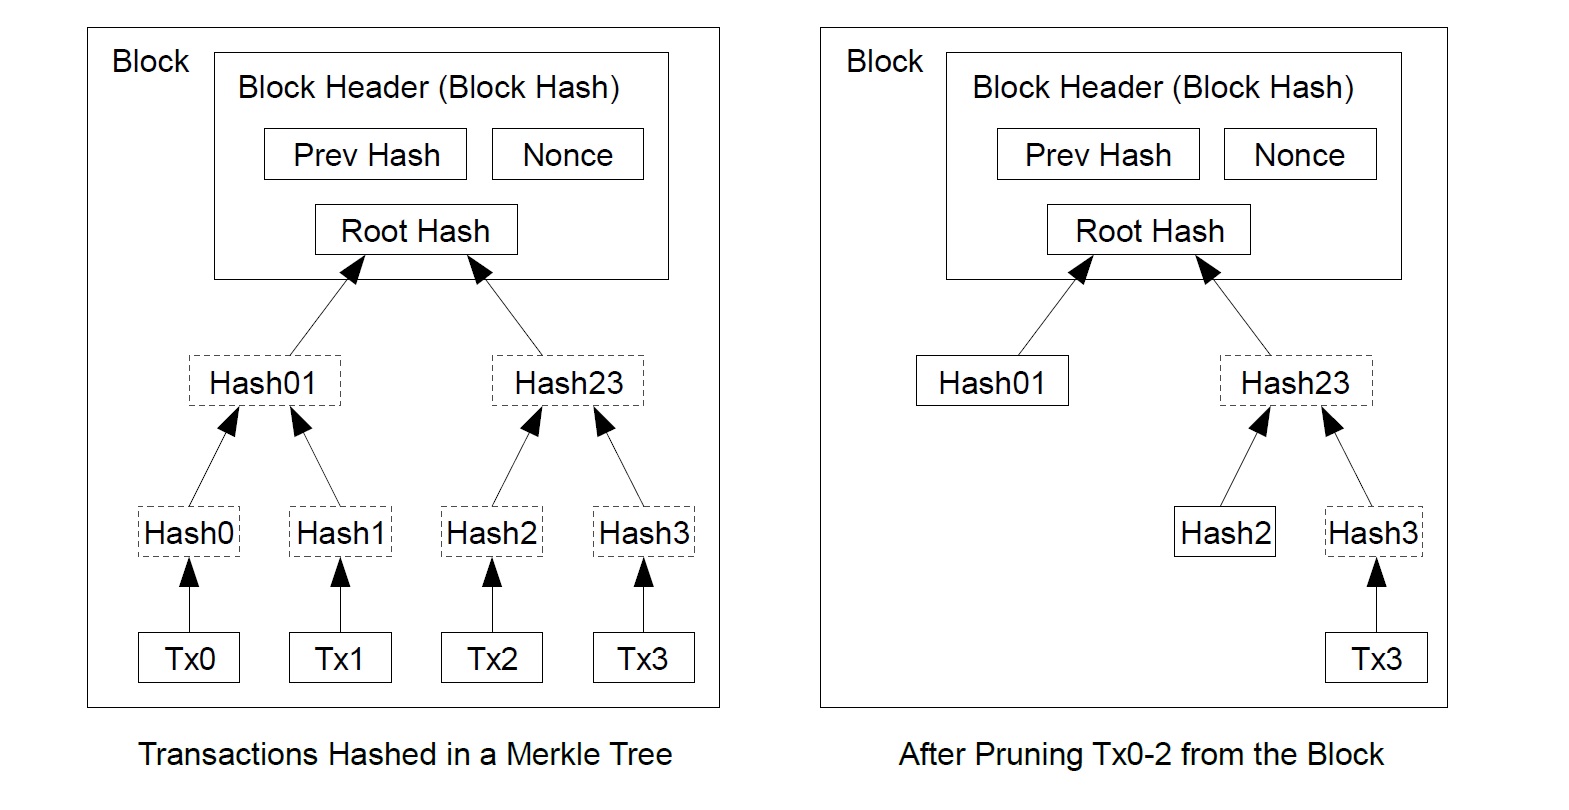 Block
Block Header (Block Hash)
Prev Hash
Nonce
Root Hash
Hash01
Hash23
Hash0
Hash1
Hash2
Hash3
Tx0
Tx1
Tx2
Tx3
Transactions Hashed in a Merkle Tree
Block
Block Header (Block Hash)
Prev Hash
Nonce
Root Hash
Hash01
Hash23
Hash2
Hash3
Tx3
After Pruning Tx0-2 from the Block